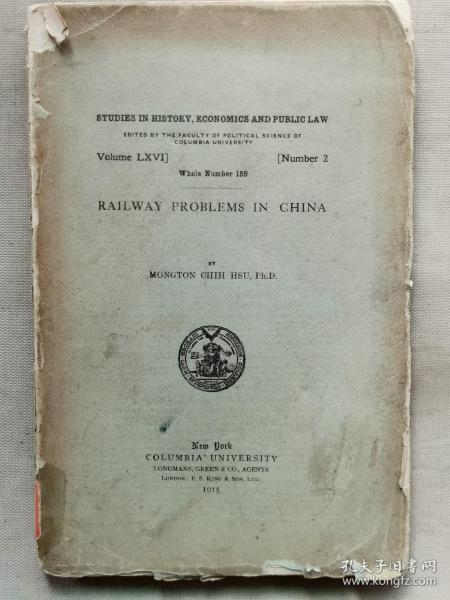 STUDIES IN HISTORY, ECONOMICS AND PUBLIC LAW
EDITED BY THE FACULTY OF POLITICAL SCIENCE OF
COLUMBIA UNIVERSITY
Volume LXVI] [Number 2
Whole Number 159
RAILWAY PROBLEMS IN CHINA
BY
MONGTON CHIH HSU, Ph.D.
New York
COLUMBIA UNIVERSITY
LONGMANS, GREEN & CO., AGENTS
LONDON: P. S. KING & SON, LTD.
1915
孔夫子旧书网
www.kongfz.com